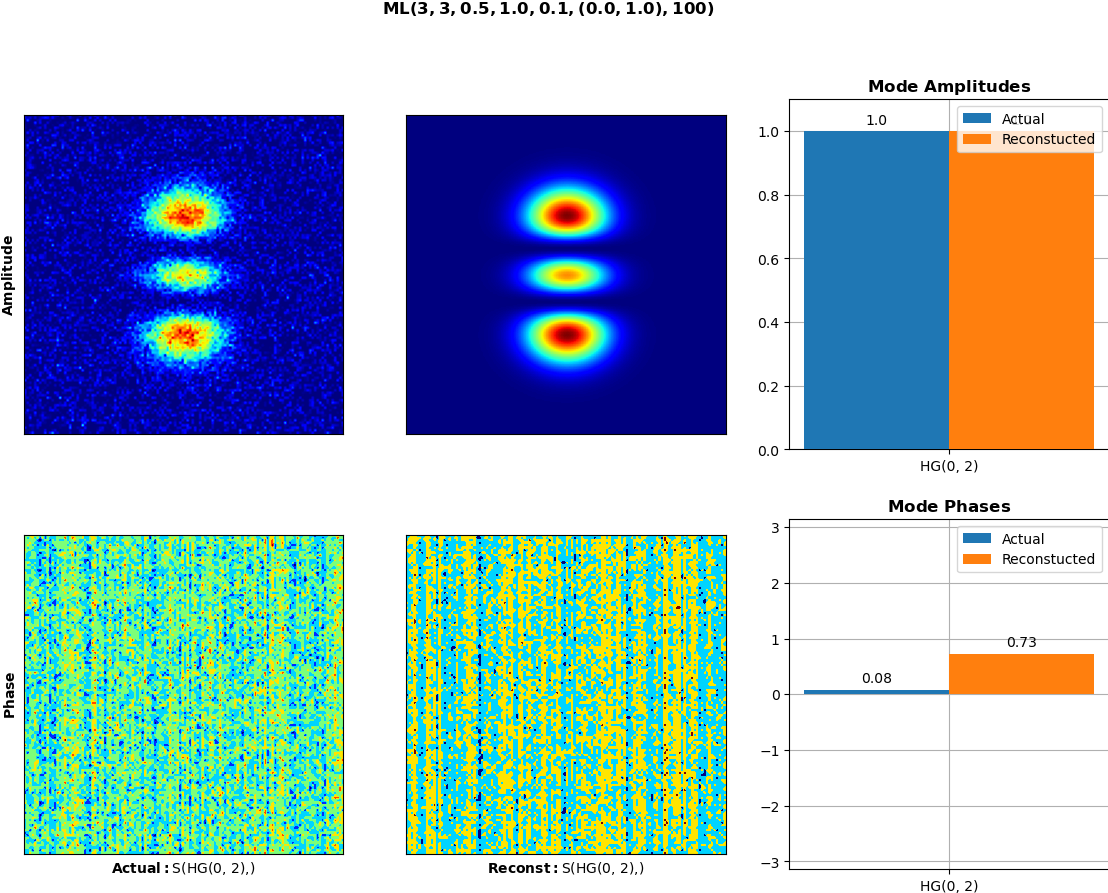 ML(3, 3, 0.5, 1.0, 0.1, (0.0, 1.0), 100)
Amplitude
Mode Amplitudes
1.0
Actual
Reconstucted
1.0
0.8
0.6
0.4
0.2
0.0
HG(0, 2)
Phase
Actual: S(HG(0, 2),)
Reconst: S(HG(0, 2),)
Mode Phases
Actual
Reconstucted
0.08
0.73
3
2
1
0
−1
−2
−3
HG(0, 2)